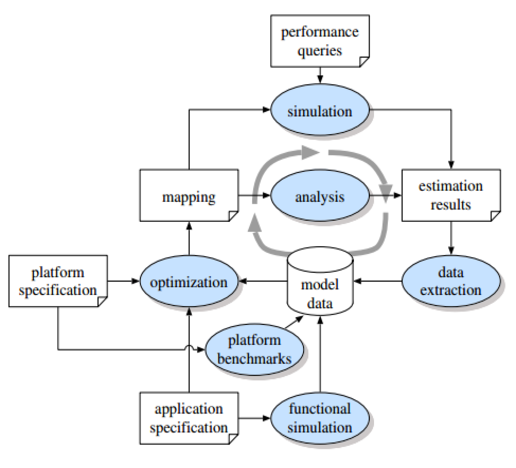 performance
queries
simulation
mapping
analysis
estimation
results
platform
specification
optimization
model
data
data
extraction
platform
benchmarks
application
specification
functional
simulation